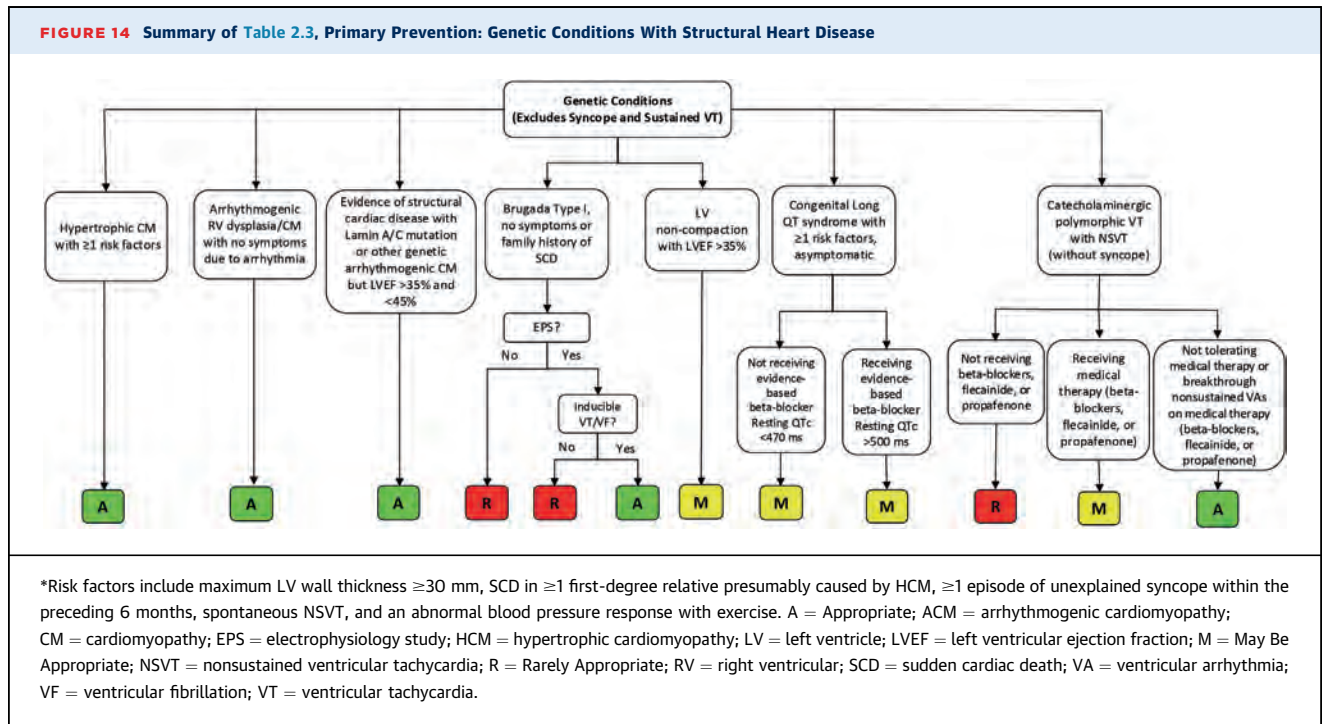 FIGURE 14 Summary of Table 2.3, Primary Prevention: Genetic Conditions With Structural Heart Disease
Genetic Conditions
(Excludes Syncope and Sustained VT)
Hypertrophic CM
with ≥1 risk factors
Arrhythmogenic
RV dysplasia/CM
with no symptoms
due to arrhythmia
Evidence of structural
cardiac disease with
Lamin A/C mutation
or other genetic
arrhythmogenic CM
but LVEF >35% and
<45%
Brugada Type I,
no symptoms or
family history of
SCD
LV
non-compaction
with LVEF >35%
Congenital Long
QT syndrome with
≥1 risk factors,
asymptomatic
Catecholaminergic
polymorphic VT
with NSVT
(without syncope)
EPS?
No
Yes
Inducible
VT/VF?
No
Yes
Not receiving
evidence-
based
beta-blocker
Resting QTc
<470 ms
Receiving
evidence-
based
beta-blocker
Resting QTc
>500 ms
Not receiving
beta-blockers,
flecainide, or
propafenone
Receiving
medical
therapy (beta-
blockers,
flecainide, or
propafenone)
Not tolerating
medical therapy or
breakthrough
nonsustained VAs
on medical therapy
(beta-blockers,
flecainide, or
propafenone)
A
A
A
R
R
A
M
M
M
R
M
A
*Risk factors include maximum LV wall thickness ≥30 mm, SCD in ≥1 first-degree relative presumably caused by HCM, ≥1 episode of unexplained syncope within the
preceding 6 months, spontaneous NSVT, and an abnormal blood pressure response with exercise. A = Appropriate; ACM = arrhythmogenic cardiomyopathy;
CM = cardiomyopathy; EPS = electrophysiology study; HCM = hypertrophic cardiomyopathy; LV = left ventricle; LVEF = left ventricular ejection fraction; M = May Be
Appropriate; NSVT = nonsustained ventricular tachycardia; R = Rarely Appropriate; RV = right ventricular; SCD = sudden cardiac death; VA = ventricular arrhythmia;
VF = ventricular fibrillation; VT = ventricular tachycardia.